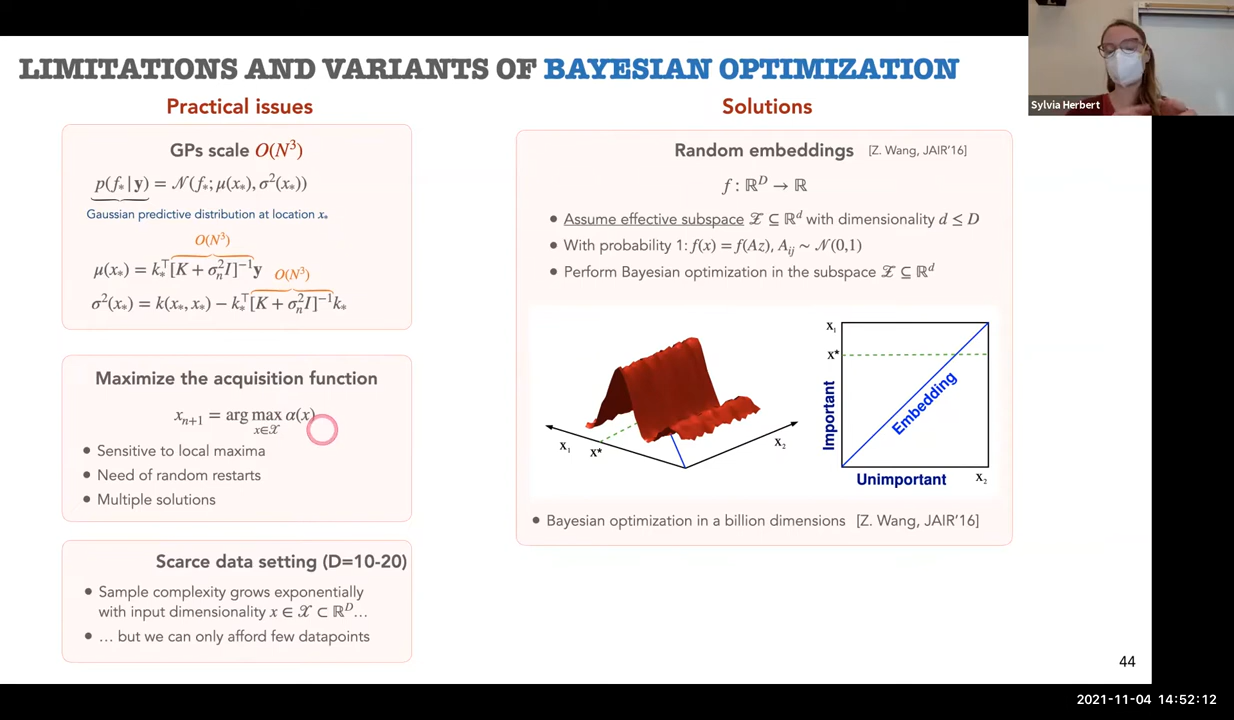 LIMITATIONS AND VARIANTS OF BAYESIAN OPTIMIZATION
Sylvia Herbert
Practical issues
GPs scale O(N³)
p(f* | y) = 𝒩(f*; μ(x*), σ²(x*))
Gaussian predictive distribution at location x*
O(N³)
μ(x*) = k*ᵀ[K + σₙ²I]⁻¹y
O(N³)
σ²(x*) = k(x*, x*) − k*ᵀ[K + σₙ²I]⁻¹k*
Maximize the acquisition function
xₙ₊₁ = arg max α(x)
x∈𝒳
• Sensitive to local maxima
• Need of random restarts
• Multiple solutions
Scarce data setting (D=10-20)
• Sample complexity grows exponentially
with input dimensionality x ∈ 𝒳 ⊂ ℝᴰ…
• … but we can only afford few datapoints
Solutions
Random embeddings [Z. Wang, JAIR'16]
f : ℝᴰ → ℝ
• Assume effective subspace 𝒵 ⊆ ℝᵈ with dimensionality d ≤ D
• With probability 1: f(x) = f(Az), Aᵢⱼ ∼ 𝒩(0,1)
• Perform Bayesian optimization in the subspace 𝒵 ⊆ ℝᵈ
x₁
x*
x₂
x₁
x*
Important
Embedding
Unimportant
x₂
• Bayesian optimization in a billion dimensions [Z. Wang, JAIR'16]
44
2021-11-04 14:52:12